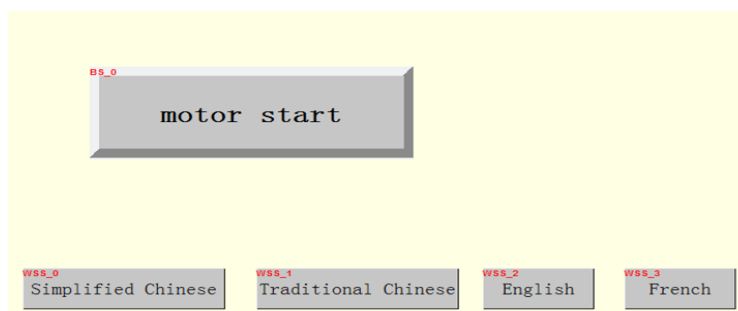 BS_0
motor start
WSS_0
Simplified Chinese
WSS_1
Traditional Chinese
WSS_2
English
WSS_3
French